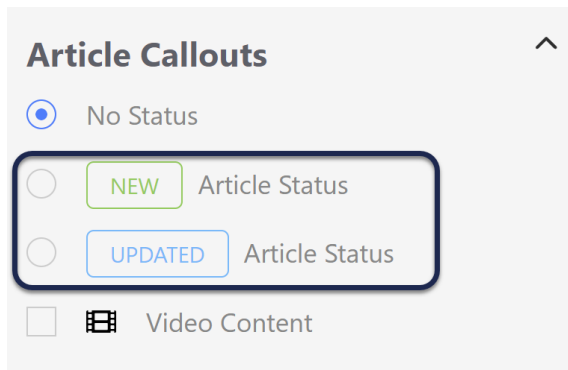 Article Callouts
No Status
NEW Article Status
UPDATED Article Status
Video Content